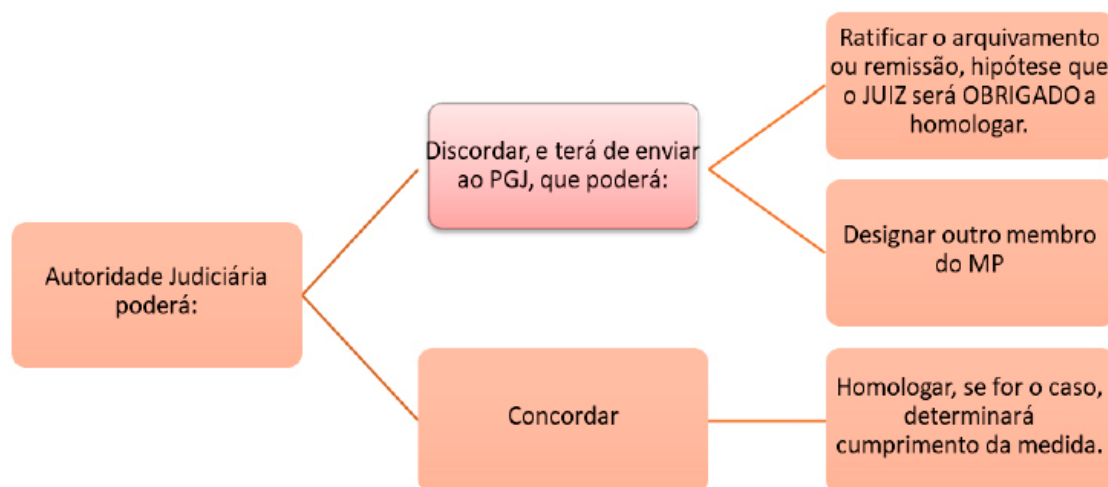 Autoridade Judiciária
poderá:
Discordar, e terá de enviar
ao PGJ, que poderá:
Ratificar o arquivamento
ou remissão, hipótese que
o JUIZ será OBRIGADO a
homologar.
Designar outro membro
do MP
Concordar
Homologar, se for o caso,
determinará
cumprimento da medida.